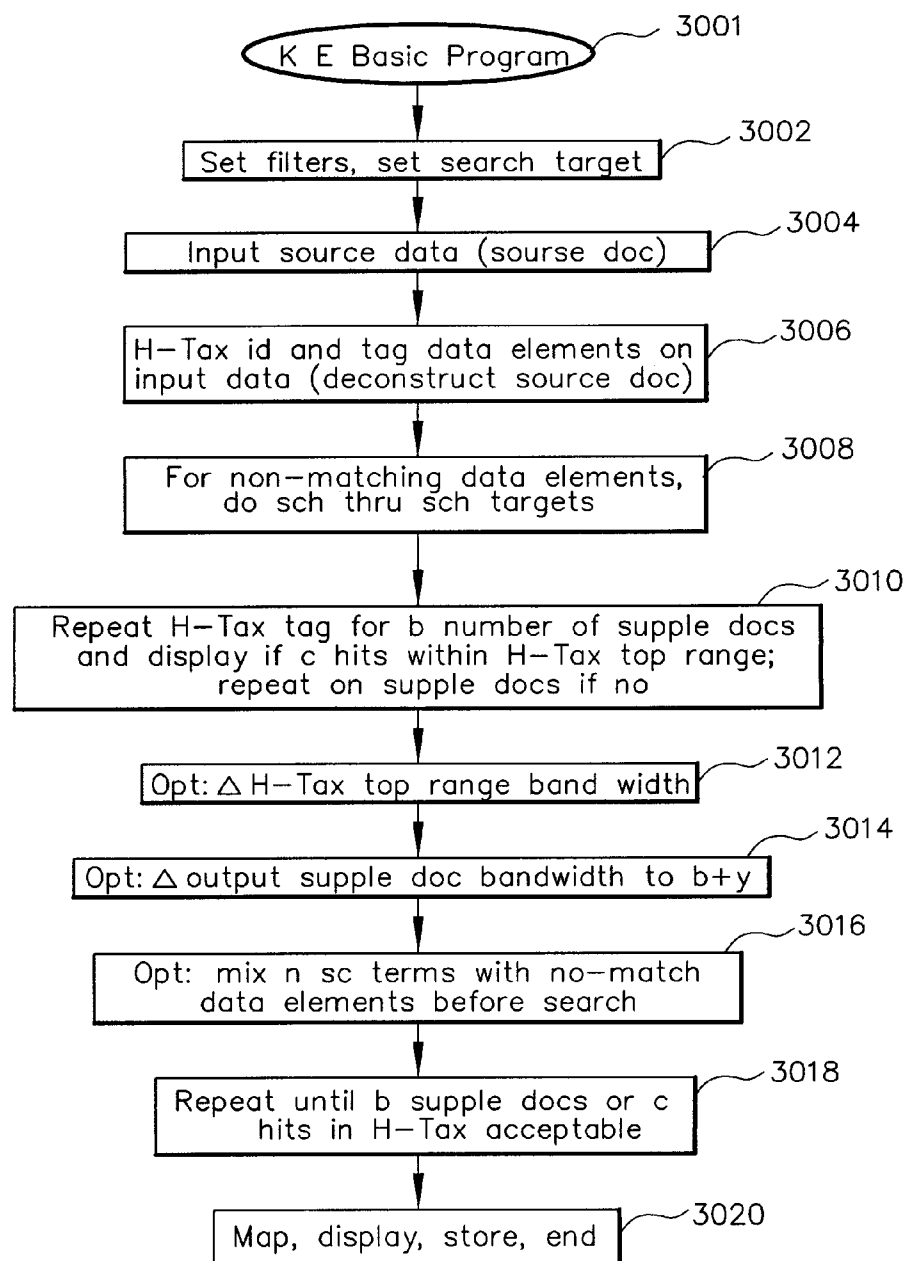 K E Basic Program
3001
Set filters, set search target
3002
Input source data (sourse doc)
3004
H-Tax id and tag data elements on
input data (deconstruct source doc)
3006
For non-matching data elements,
do sch thru sch targets
3008
Repeat H-Tax tag for b number of supple docs
and display if c hits within H-Tax top range;
repeat on supple docs if no
3010
Opt: Δ H-Tax top range band width
3012
Opt: Δ output supple doc bandwidth to b+y
3014
Opt: mix n sc terms with no-match
data elements before search
3016
Repeat until b supple docs or c
hits in H-Tax acceptable
3018
Map, display, store, end
3020